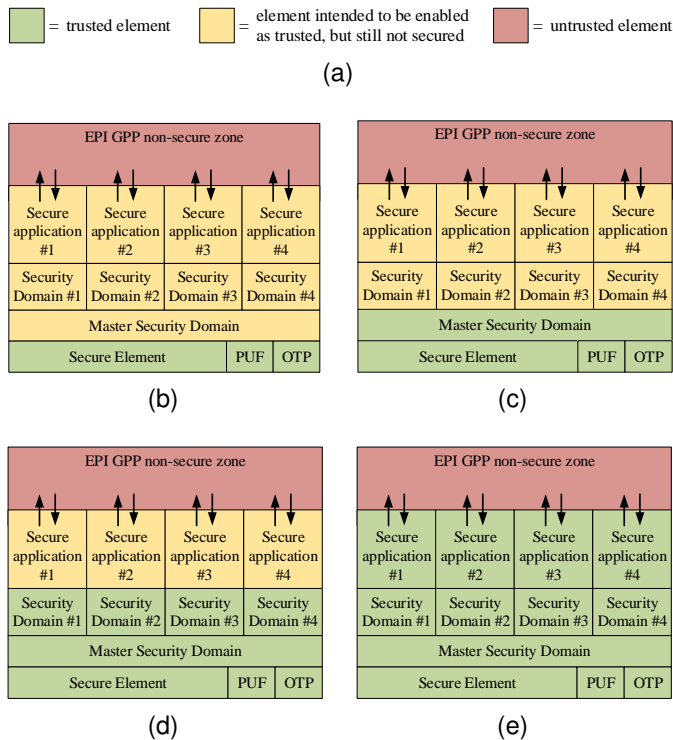 = trusted element
= element intended to be enabled
as trusted, but still not secured
= untrusted element
(a)
EPI GPP non-secure zone
Secure application #1
Secure application #2
Secure application #3
Secure application #4
Security Domain #1
Security Domain #2
Security Domain #3
Security Domain #4
Master Security Domain
Secure Element
PUF
OTP
(b)
EPI GPP non-secure zone
Secure application #1
Secure application #2
Secure application #3
Secure application #4
Security Domain #1
Security Domain #2
Security Domain #3
Security Domain #4
Master Security Domain
Secure Element
PUF
OTP
(c)
EPI GPP non-secure zone
Secure application #1
Secure application #2
Secure application #3
Secure application #4
Security Domain #1
Security Domain #2
Security Domain #3
Security Domain #4
Master Security Domain
Secure Element
PUF
OTP
(d)
EPI GPP non-secure zone
Secure application #1
Secure application #2
Secure application #3
Secure application #4
Security Domain #1
Security Domain #2
Security Domain #3
Security Domain #4
Master Security Domain
Secure Element
PUF
OTP
(e)